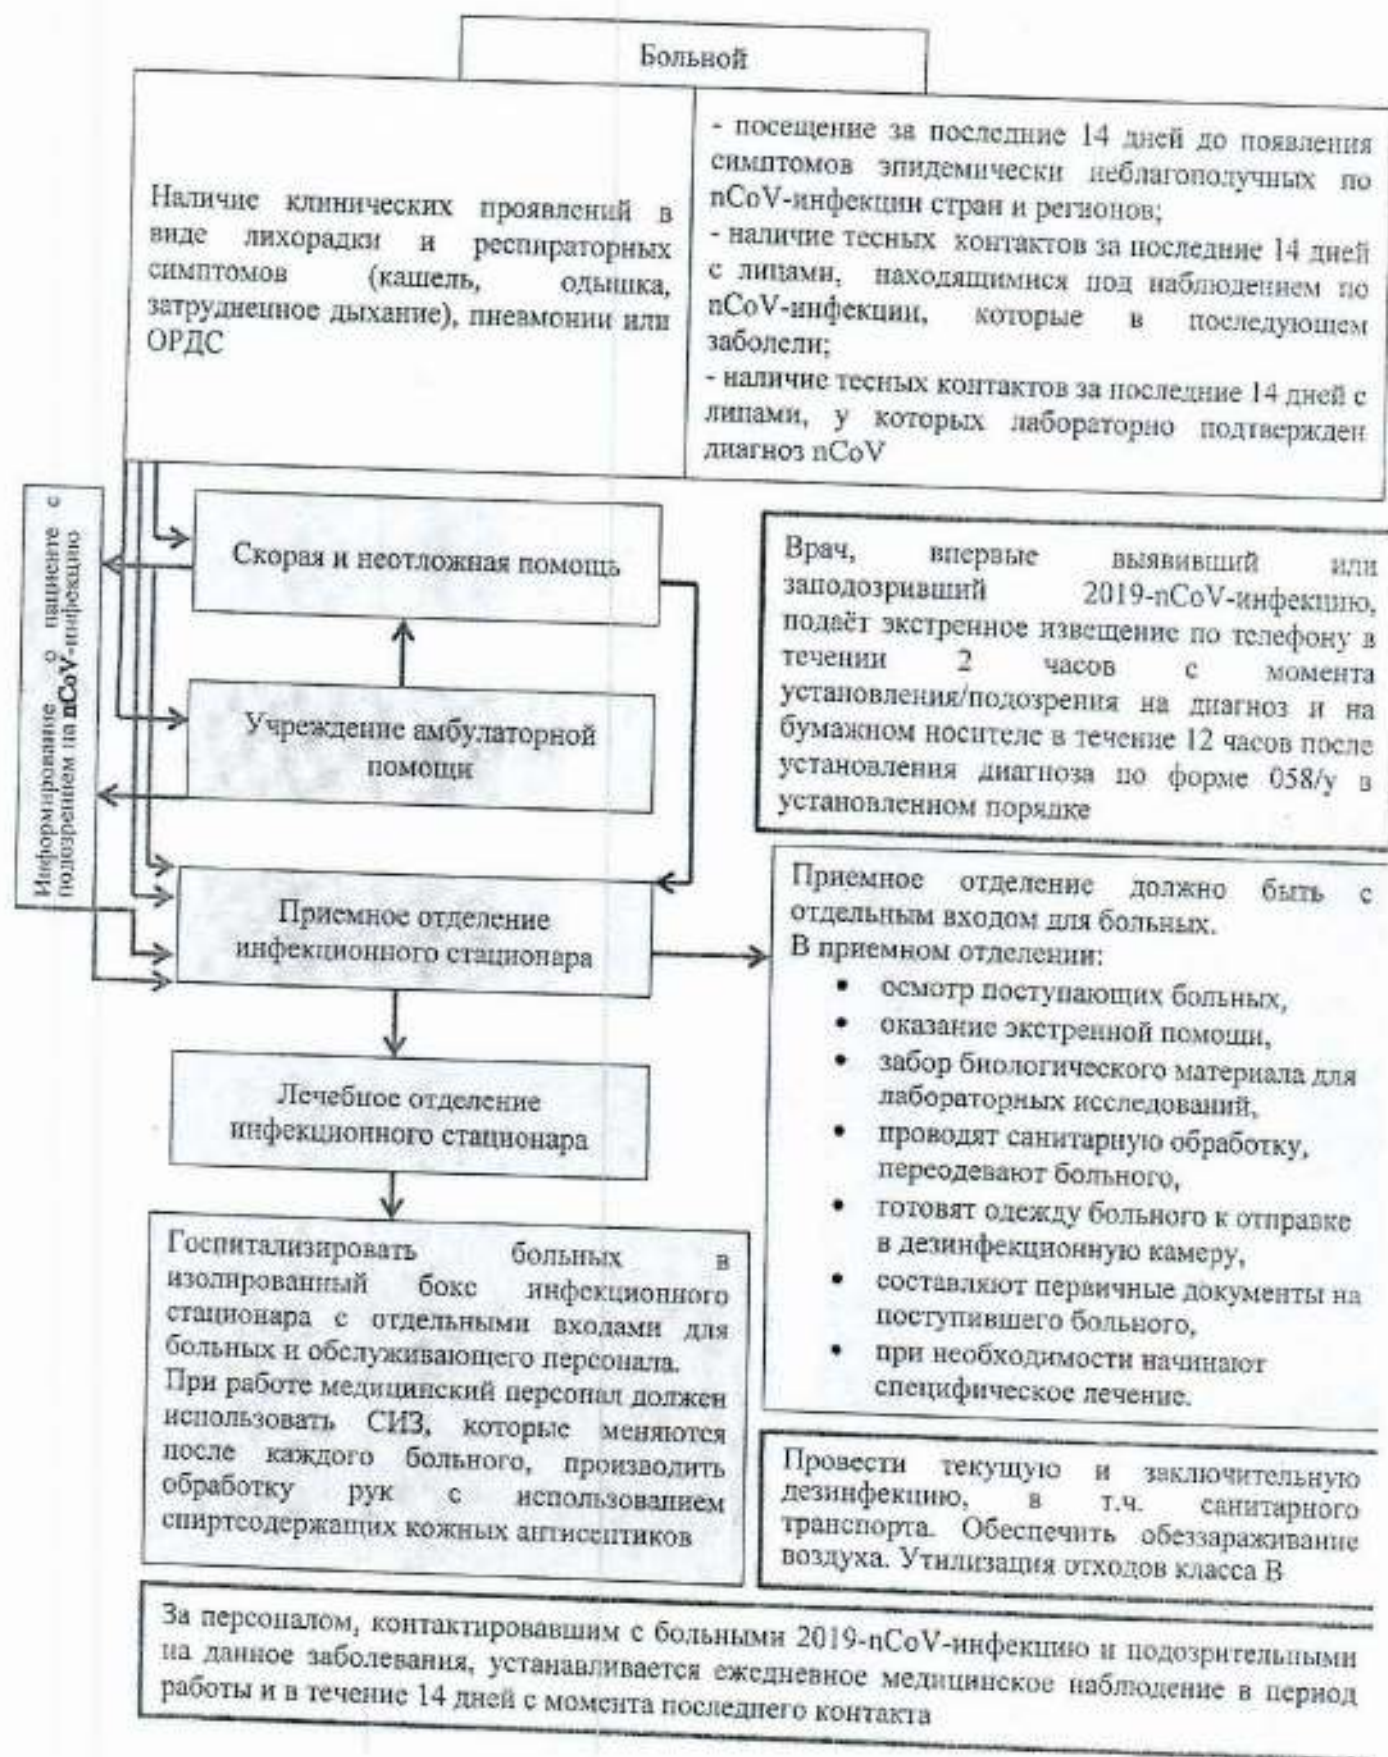 Больной
Наличие клинических проявлений в
виде лихорадки и респираторных
симптомов (кашель, одышка,
затрудненное дыхание), пневмонии или
ОРДС
- посещение за последние 14 дней до появления
симптомов эпидемически неблагополучных по
nCoV-инфекции стран и регионов;
- наличие тесных контактов за последние 14 дней
с лицами, находящимися под наблюдением по
nCoV-инфекции, которые в последующем
заболели;
- наличие тесных контактов за последние 14 дней с
лицами, у которых лабораторно подтвержден
диагноз nCoV
Информирование о пациенте с
подозрением на nCoV-инфекцию
Скорая и неотложная помощь
Учреждение амбулаторной
помощи
Приемное отделение
инфекционного стационара
Лечебное отделение
инфекционного стационара
Госпитализировать больных в
изолированный бокс инфекционного
стационара с отдельными входами для
больных и обслуживающего персонала.
При работе медицинский персонал должен
использовать СИЗ, которые меняются
после каждого больного, производить
обработку рук с использованием
спиртсодержащих кожных антисептиков
Врач, впервые выявивший или
заподозривший 2019-nCoV-инфекцию,
подаёт экстренное извещение по телефону в
течении 2 часов с момента
установления/подозрения на диагноз и на
бумажном носителе в течение 12 часов после
установления диагноза по форме 058/у в
установленном порядке
Приемное отделение должно быть с
отдельным входом для больных.
В приемном отделении:
• осмотр поступающих больных,
• оказание экстренной помощи,
• забор биологического материала для
лабораторных исследований,
• проводят санитарную обработку,
переодевают больного,
• готовят одежду больного к отправке
в дезинфекционную камеру,
• составляют первичные документы на
поступившего больного,
• при необходимости начинают
специфическое лечение.
Провести текущую и заключительную
дезинфекцию, в т.ч. санитарного
транспорта. Обеспечить обеззараживание
воздуха. Утилизация отходов класса В
За персоналом, контактировавшим с больными 2019-nCoV-инфекцию и подозрительными
на данное заболевания, устанавливается ежедневное медицинское наблюдение в период
работы и в течение 14 дней с момента последнего контакта